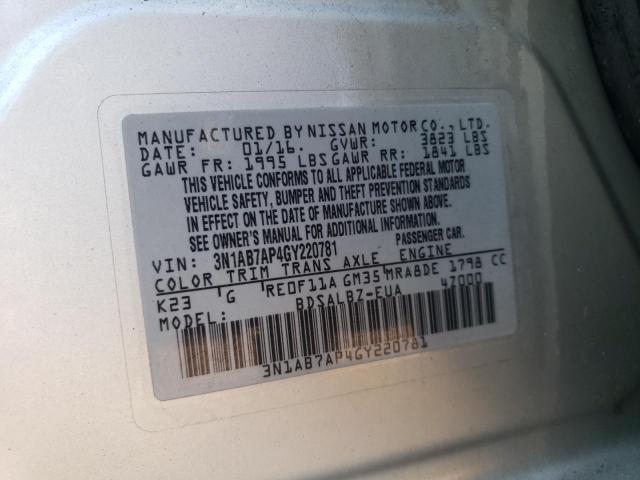 MANUFACTURED BY NISSAN MOTOR CO., LTD.
DATE: 01/16. GVWR: 3823 LBS
GAWR FR: 1995 LBS GAWR RR: 1841 LBS
THIS VEHICLE CONFORMS TO ALL APPLICABLE FEDERAL MOTOR
VEHICLE SAFETY, BUMPER AND THEFT PREVENTION STANDARDS
IN EFFECT ON THE DATE OF MANUFACTURE SHOWN ABOVE.
SEE OWNER'S MANUAL FOR ADDITIONAL INFORMATION.
VIN: 3N1AB7AP4GY220781 PASSENGER CAR.
COLOR TRIM TRANS AXLE ENGINE
K23 G RE0F11A GM35 MRA8DE 1798 CC
MODEL: BDSALBZ-EUA 47000
3N1AB7AP4GY220781